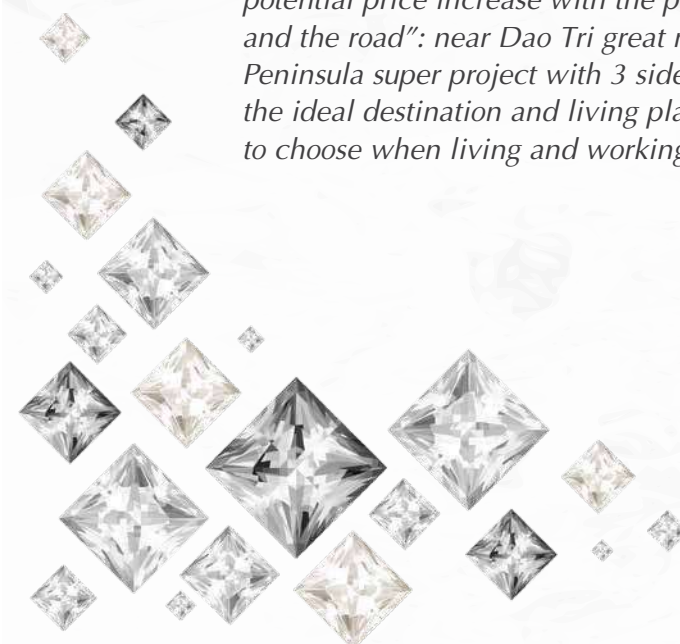 potential price increase with the p
and the road”: near Dao Tri great r
Peninsula super project with 3 side
the ideal destination and living pla
to choose when living and working